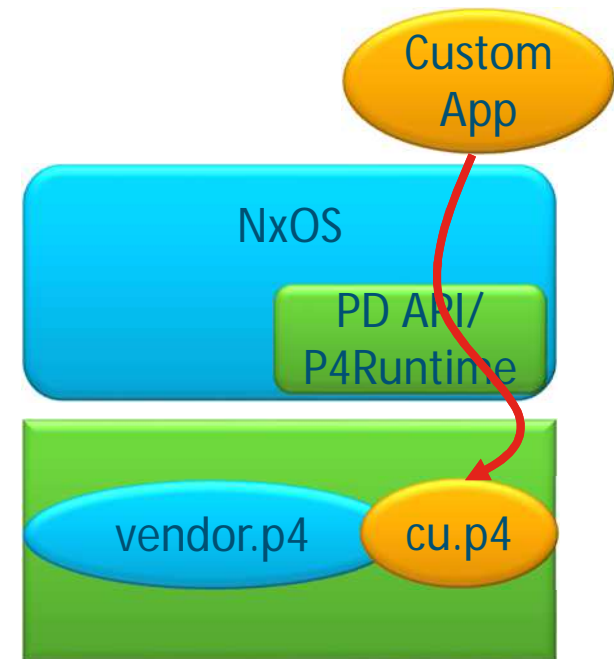 Custom
App
NxOS
PD API/
P4Runtime
vendor.p4
cu.p4